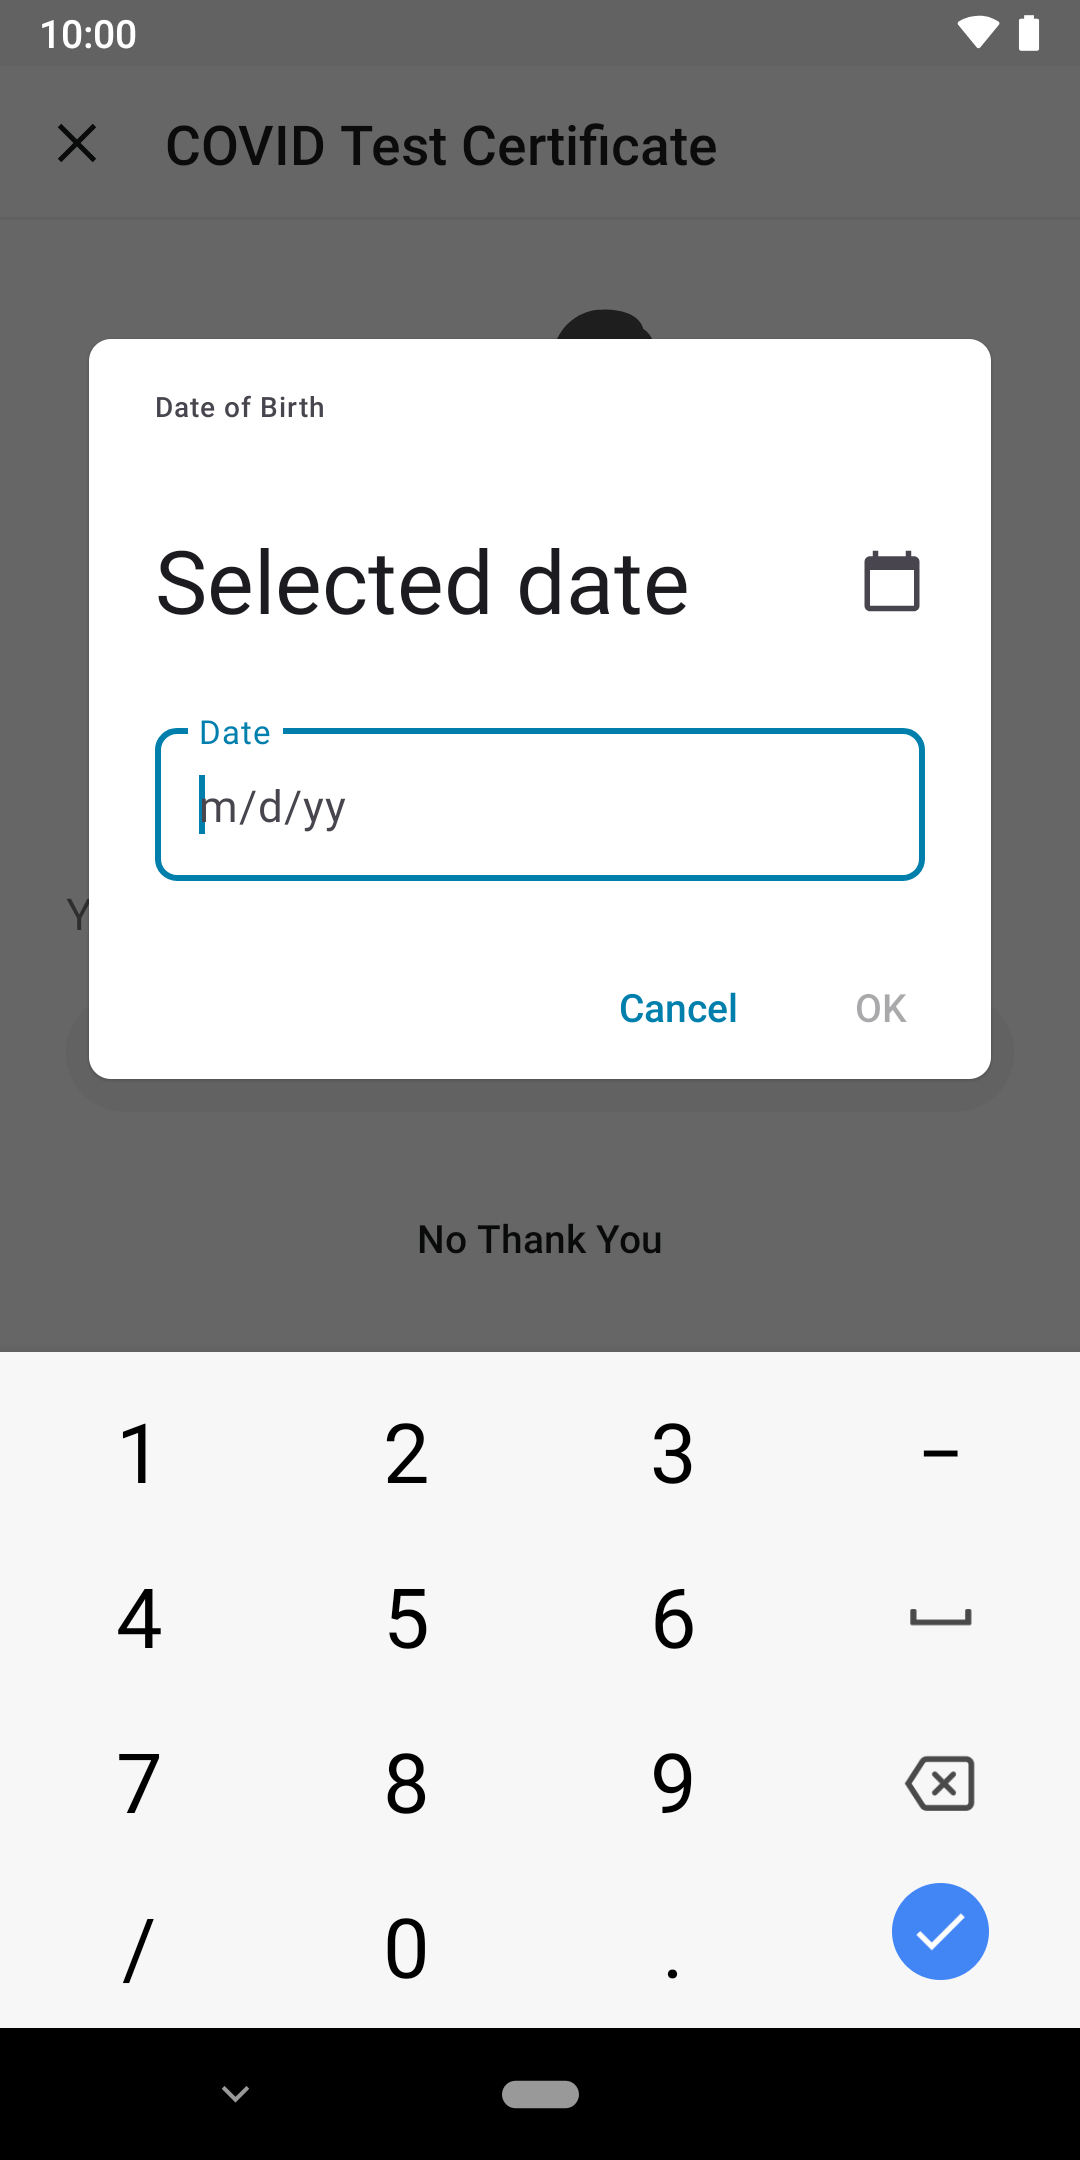 10:00
COVID Test Certificate
Date of Birth
Selected date
Date
m/d/yy
Y
Cancel OK
No Thank You
1 2 3 –
4 5 6
7 8 9
/ 0 .